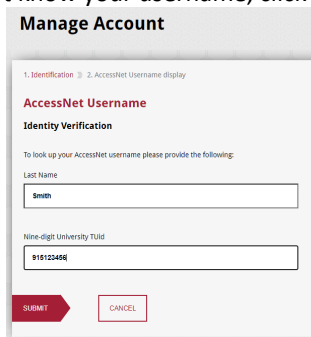 know your username, click
Manage Account
1. Identification » 2. AccessNet Username display
AccessNet Username
Identity Verification
To look up your AccessNet username please provide the following:
Last Name
Smith
Nine-digit University TUid
915123456
SUBMIT CANCEL